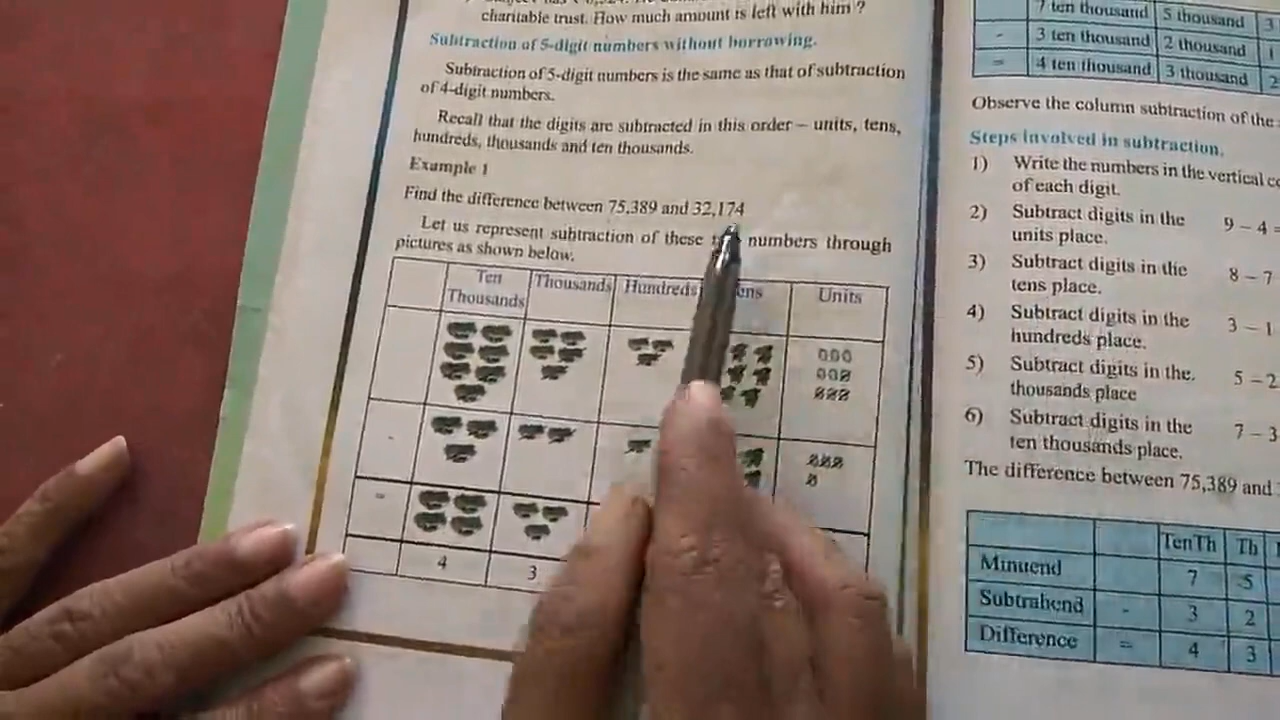 charitable trust. How much amount is left with him ?
Subtraction of 5-digit numbers without borrowing.
Subtraction of 5-digit numbers is the same as that of subtraction
of 4-digit numbers.
Recall that the digits are subtracted in this order – units, tens,
hundreds, thousands and ten thousands.
Example 1
Find the difference between 75,389 and 32,174
Let us represent subtraction of these numbers through
pictures as shown below.
Ten Thousands Thousands Hundreds ens Units
-
=
4 3
7 ten thousand 5 thousand 3
- 3 ten thousand 2 thousand 1
= 4 ten thousand 3 thousand 2
Observe the column subtraction of the
Steps involved in subtraction.
1) Write the numbers in the vertical
of each digit.
2) Subtract digits in the 9 – 4 =
units place.
3) Subtract digits in the 8 – 7
tens place.
4) Subtract digits in the 3 – 1
hundreds place.
5) Subtract digits in the. 5 – 2
thousands place
6) Subtract digits in the 7 – 3
ten thousands place.
The difference between 75,389 and
TenTh Th
Minuend 7 5
Subtrahend - 3 2
Difference = 4 3